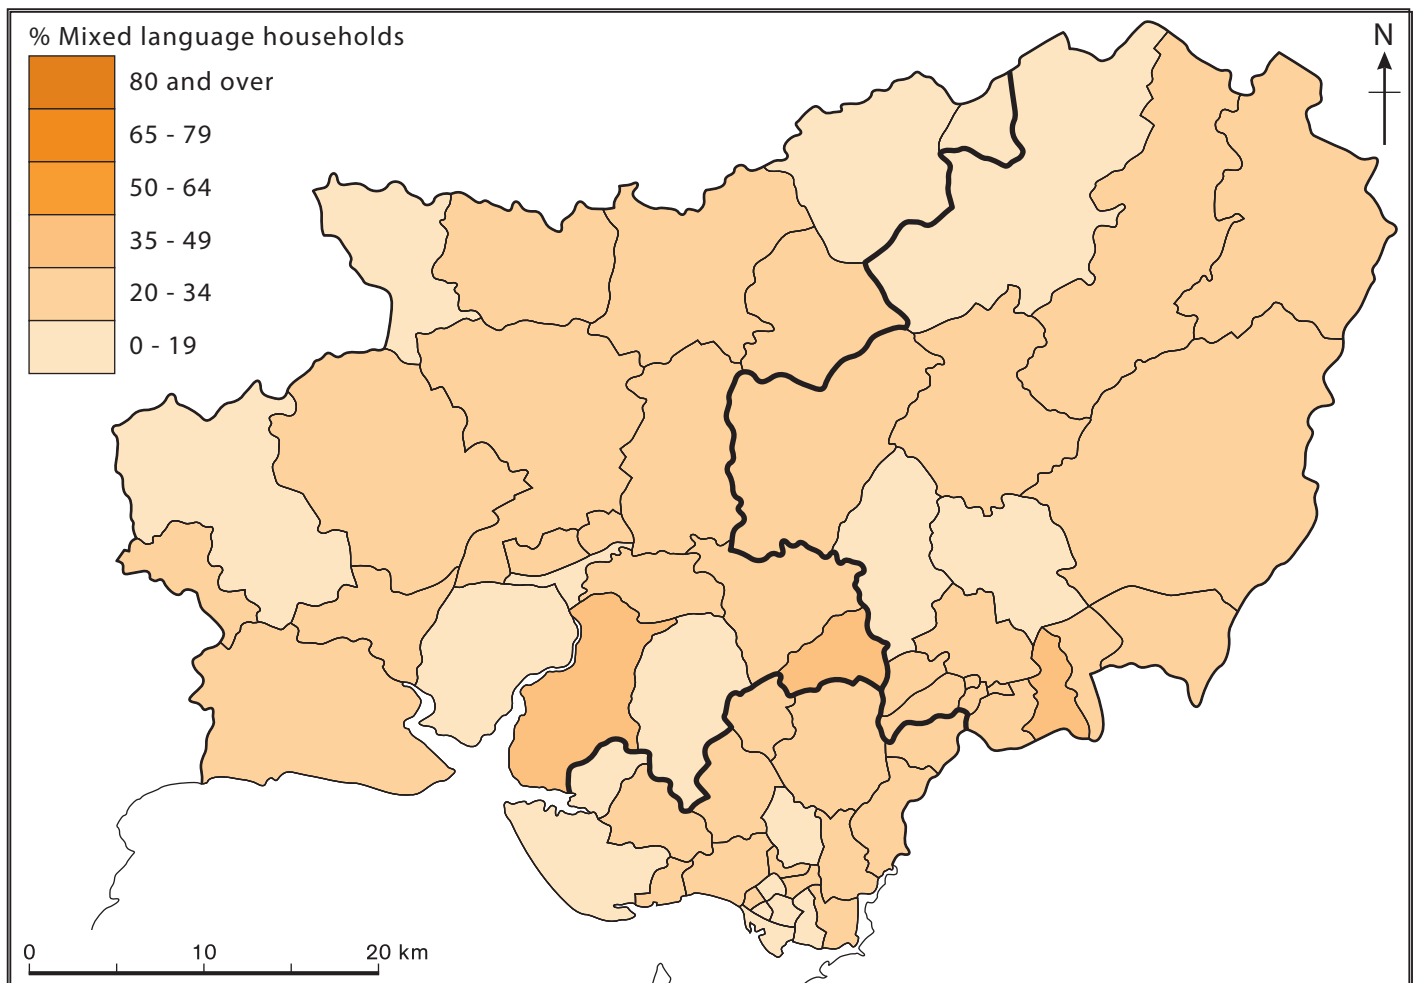 % Mixed language households
80 and over
65 - 79
50 - 64
35 - 49
20 - 34
0 - 19
N
0 10 20 km